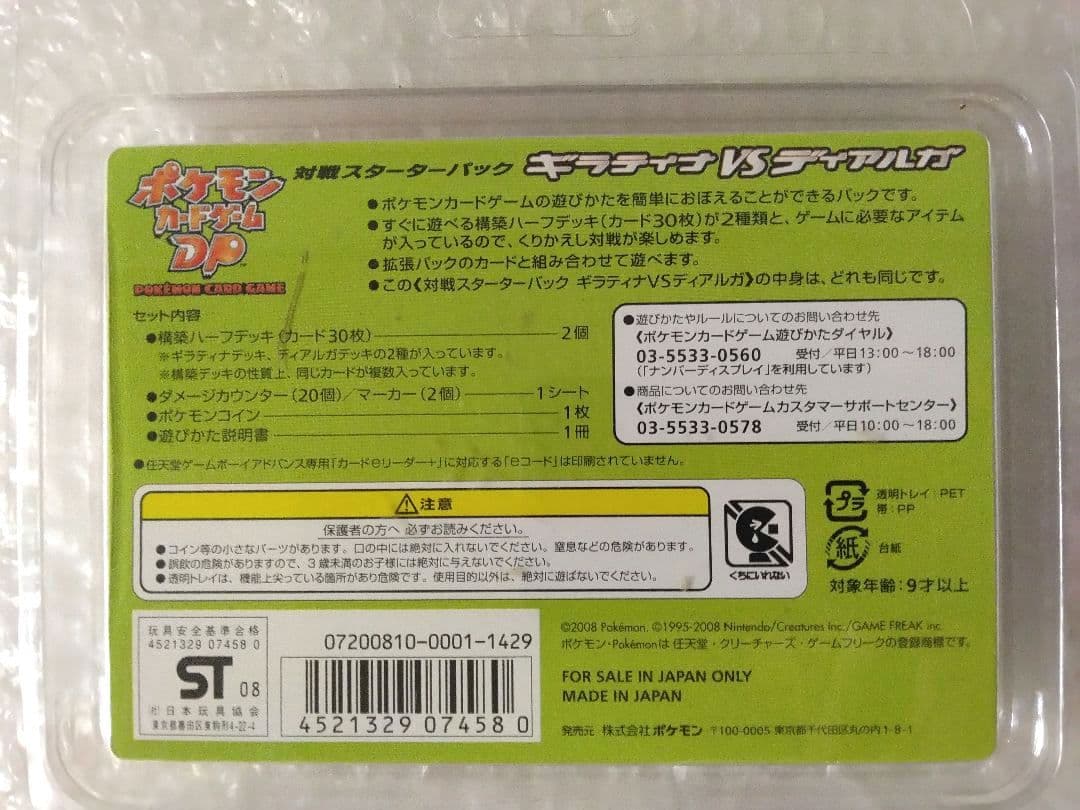 ポケモン
カードゲーム
DP
POKÉMON CARD GAME
対戦スターターパック ギラティナVSディアルガ
●ポケモンカードゲームの遊びかたを簡単におぼえることができるパックです。
●すぐに遊べる構築ハーフデッキ(カード30枚)が2種類と、ゲームに必要なアイテム
が入っているので、くりかえし対戦が楽しめます。
●拡張パックのカードと組み合わせて遊べます。
●この《対戦スターターパック ギラティナVSディアルガ》の中身は、どれも同じです。
セット内容
●構築ハーフデッキ(カード30枚) 2個
※ギラティナデッキ、ディアルガデッキの2種が入っています。
※構築デッキの性質上、同じカードが複数入っています。
●ダメージカウンター(20個)/マーカー(2個) 1シート
●ポケモンコイン 1枚
●遊びかた説明書 1冊
●遊びかたやルールについてのお問い合わせ先
《ポケモンカードゲーム遊びかたダイヤル》
03-5533-0560 受付/平日13:00～18:00
(「ナンバーディスプレイ」を利用しています)
●商品についてのお問い合わせ先
《ポケモンカードゲームカスタマーサポートセンター》
03-5533-0578 受付/平日10:00～18:00
●任天堂ゲームボーイアドバンス専用「カードeリーダー+」に対応する「eコード」は印刷されていません。
注意
保護者の方へ 必ずお読みください。
●コイン等の小さなパーツがあります。口の中には絶対に入れないでください。窒息などの危険があります。
●誤飲の危険がありますので、3歳未満のお子様には絶対に与えないでください。
●透明トレイは、機能上尖っている箇所があり危険です。使用目的以外は、絶対に遊ばないでください。
くちにいれない
プラ
透明トレイ:PET
帯:PP
紙
台紙
対象年齢:9才以上
玩具安全基準合格
4521329 07458 0
ST 08
(社)日本玩具協会
東京都墨田区東駒形4-22-4
07200810-0001-1429
4521329 074580
©2008 Pokémon. ©1995-2008 Nintendo/Creatures Inc./GAME FREAK inc.
ポケモン・Pokémonは 任天堂・クリーチャーズ・ゲームフリークの登録商標です。
FOR SALE IN JAPAN ONLY
MADE IN JAPAN
発売元 株式会社ポケモン 〒100-0005 東京都千代田区丸の内1-8-1